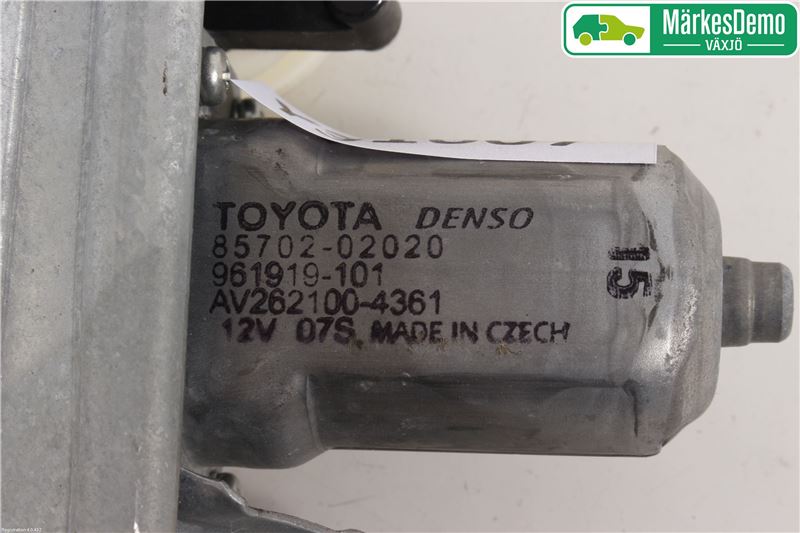 MärkesDemo
VÄXJÖ
TOYOTA DENSO
85702-02020
961919-101
AV262100-4361
12V 07S, MADE IN CZECH
15